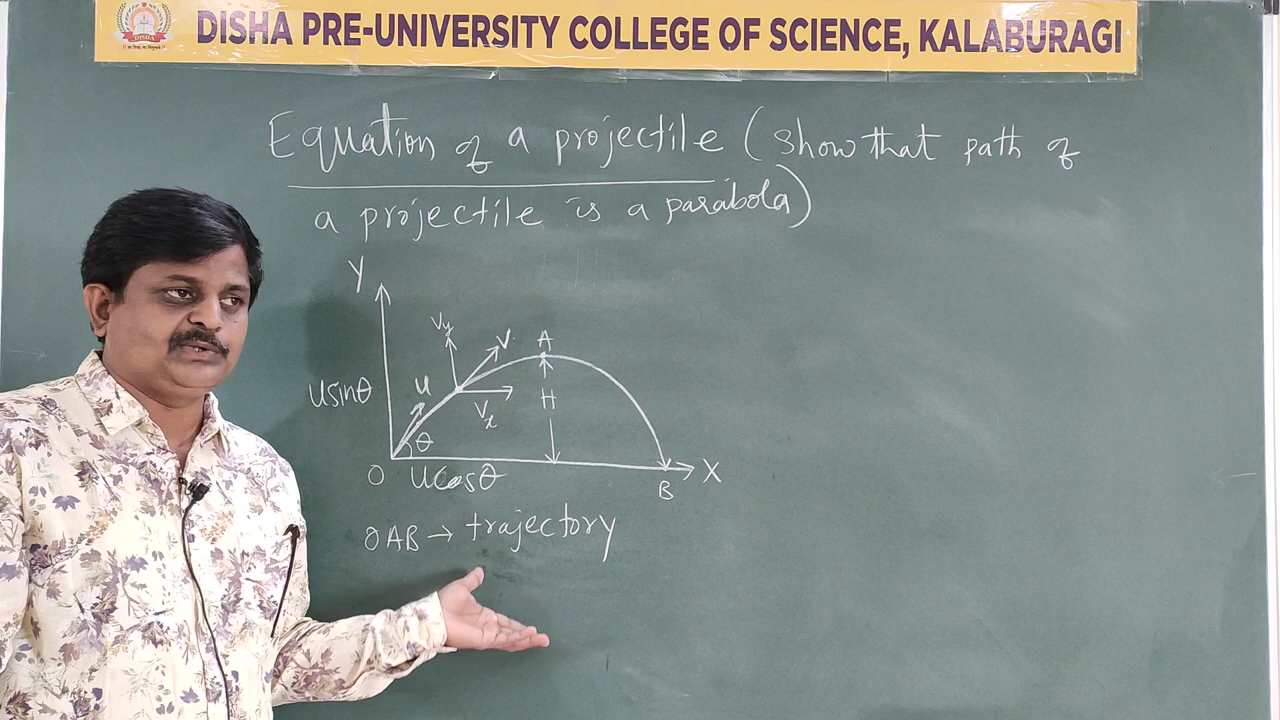 DISHA
DISHA PRE-UNIVERSITY COLLEGE OF SCIENCE, KALABURAGI
Equation of a projectile (show that path of
a projectile is a parabola)
Y
Vy
V
A
usinθ
u
Vx
H
θ
O
ucosθ
B
X
OAB → trajectory